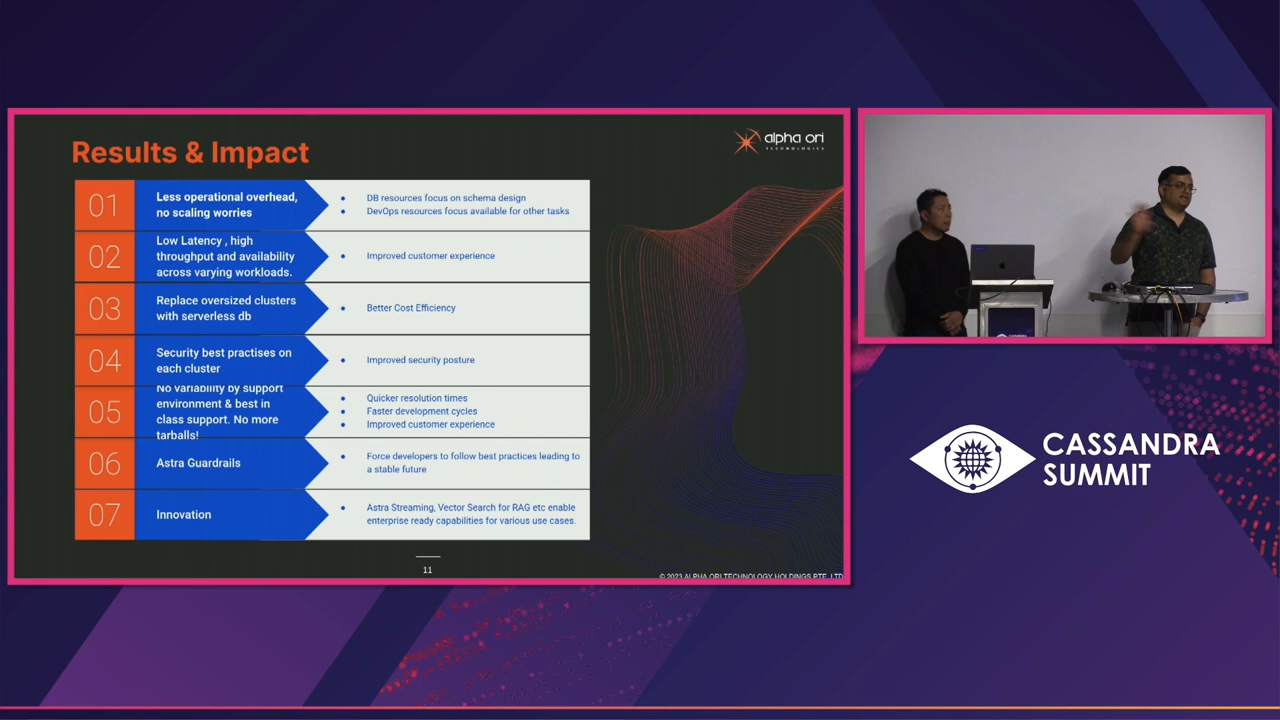 Results & Impact
alpha ori
TECHNOLOGIES
01
Less operational overhead,
no scaling worries
DB resources focus on schema design
DevOps resources focus available for other tasks
02
Low Latency , high
throughput and availability
across varying workloads.
Improved customer experience
03
Replace oversized clusters
with serverless db
Better Cost Efficiency
04
Security best practises on
each cluster
Improved security posture
05
No variability by support
environment & best in
class support. No more
tarballs!
Quicker resolution times
Faster development cycles
Improved customer experience
06
Astra Guardrails
Force developers to follow best practices leading to
a stable future
07
Innovation
Astra Streaming, Vector Search for RAG etc enable
enterprise ready capabilities for various use cases.
11
© 2023 ALPHA ORI TECHNOLOGY HOLDINGS PTE. LTD
CASSANDRA
SUMMIT